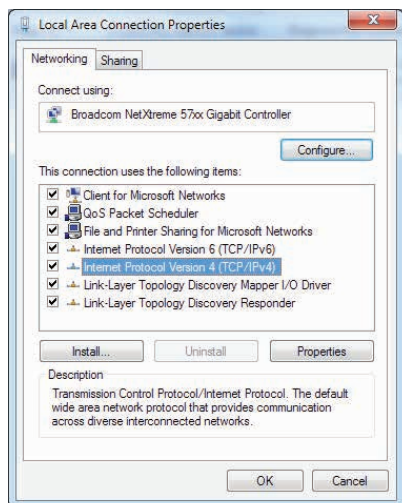 Local Area Connection Properties
Networking
Sharing
Connect using:
Broadcom NetXtreme 57xx Gigabit Controller
Configure...
This connection uses the following items:
Client for Microsoft Networks
QoS Packet Scheduler
File and Printer Sharing for Microsoft Networks
Internet Protocol Version 6 (TCP/IPv6)
Internet Protocol Version 4 (TCP/IPv4)
Link-Layer Topology Discovery Mapper I/O Driver
Link-Layer Topology Discovery Responder
Install...
Uninstall
Properties
Description
Transmission Control Protocol/Internet Protocol. The default
wide area network protocol that provides communication
across diverse interconnected networks.
OK
Cancel